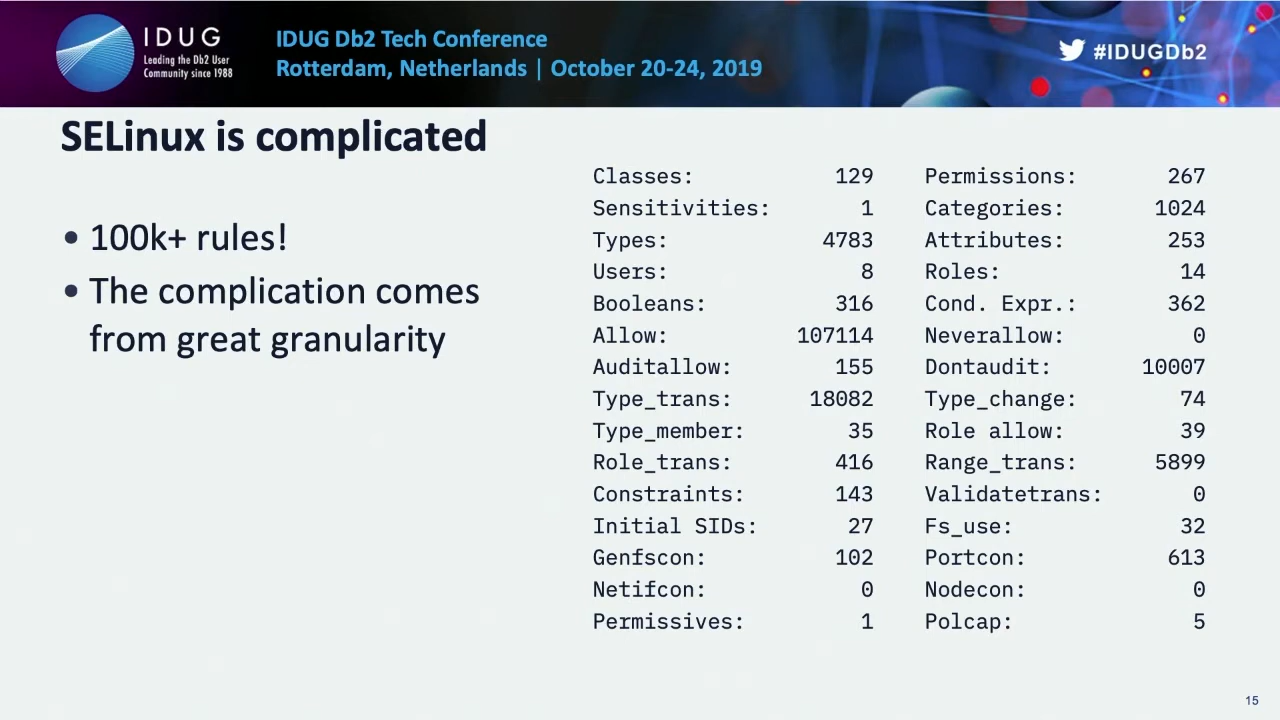 IDUG
Leading the Db2 User
Community since 1988
IDUG Db2 Tech Conference
Rotterdam, Netherlands | October 20-24, 2019
#IDUGDb2
SELinux is complicated
• 100k+ rules!
• The complication comes
from great granularity
Classes: 129 Permissions: 267
Sensitivities: 1 Categories: 1024
Types: 4783 Attributes: 253
Users: 8 Roles: 14
Booleans: 316 Cond. Expr.: 362
Allow: 107114 Neverallow: 0
Auditallow: 155 Dontaudit: 10007
Type_trans: 18082 Type_change: 74
Type_member: 35 Role allow: 39
Role_trans: 416 Range_trans: 5899
Constraints: 143 Validatetrans: 0
Initial SIDs: 27 Fs_use: 32
Genfscon: 102 Portcon: 613
Netifcon: 0 Nodecon: 0
Permissives: 1 Polcap: 5
15